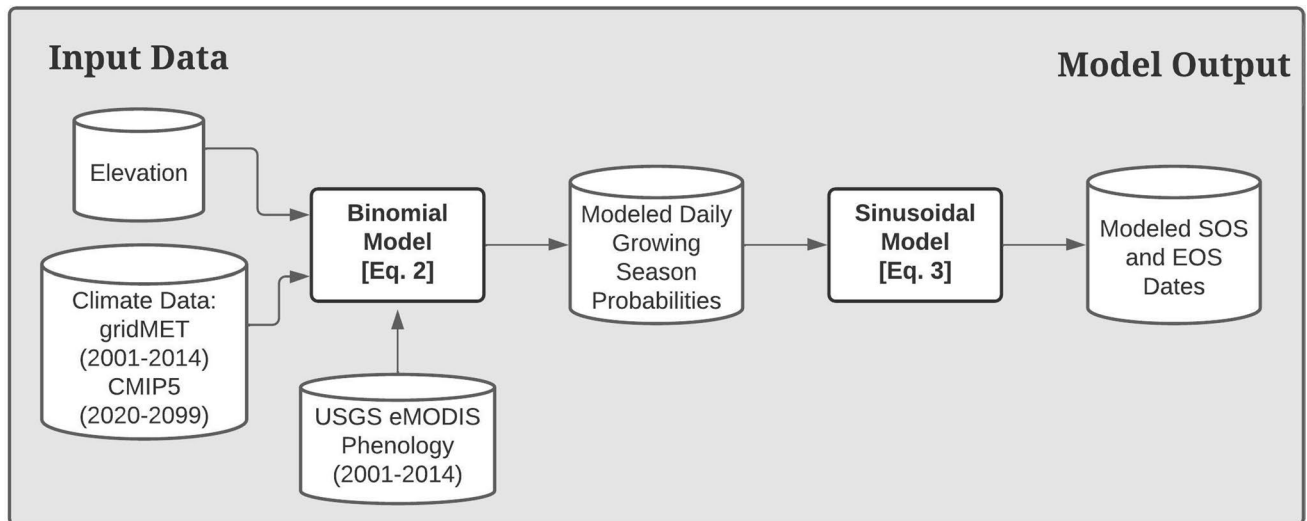 Input Data
Model Output
Elevation
Climate Data:
gridMET
(2001-2014)
CMIP5
(2020-2099)
USGS eMODIS
Phenology
(2001-2014)
Binomial
Model
[Eq. 2]
Modeled Daily
Growing
Season
Probabilities
Sinusoidal
Model
[Eq. 3]
Modeled SOS
and EOS
Dates